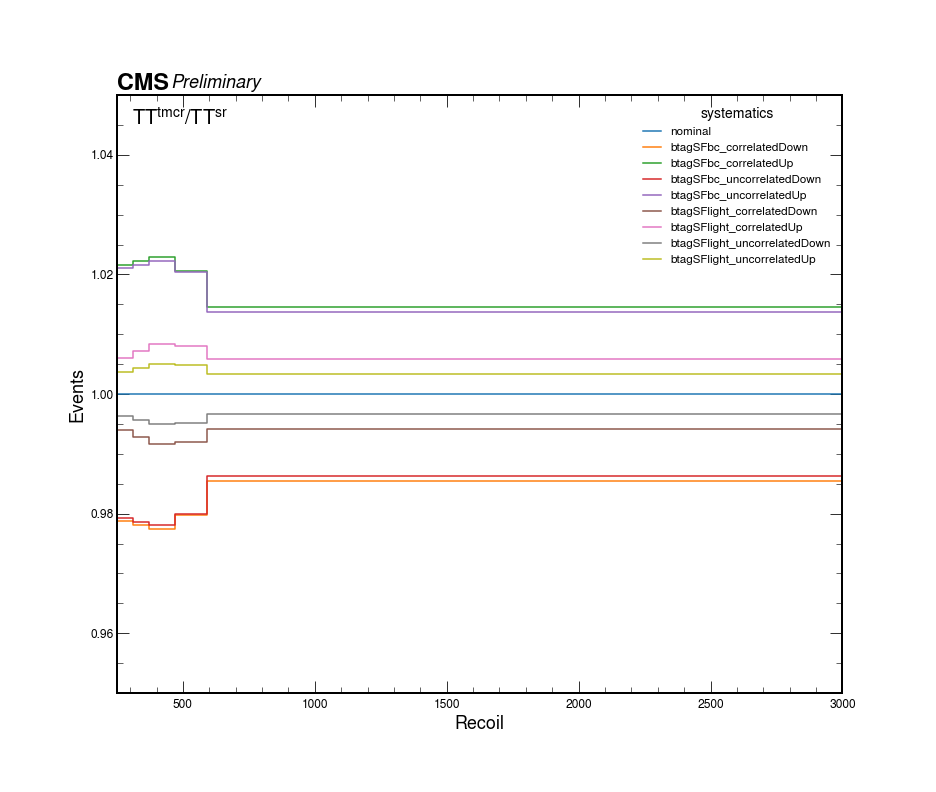 CMS Preliminary
TT^tmcr/TT^sr
systematics
nominal
btagSFbc_correlatedDown
btagSFbc_correlatedUp
btagSFbc_uncorrelatedDown
btagSFbc_uncorrelatedUp
btagSFlight_correlatedDown
btagSFlight_correlatedUp
btagSFlight_uncorrelatedDown
btagSFlight_uncorrelatedUp
1.04
1.02
1.00
0.98
0.96
Events
500 1000 1500 2000 2500 3000
Recoil